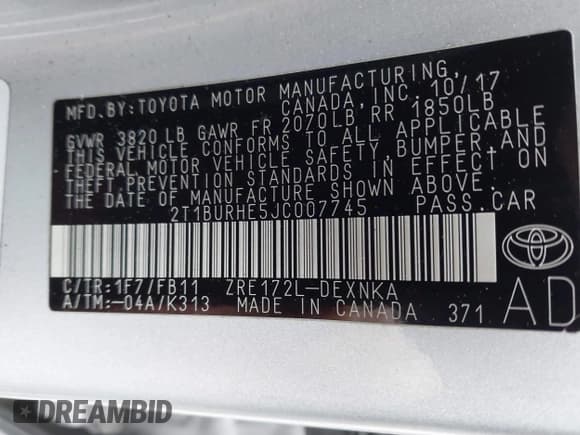 MFD. BY: TOYOTA MOTOR MANUFACTURING,
CANADA, INC. 10/17
GVWR 3820 LB GAWR FR 2070LB RR 1850LB
THIS VEHICLE CONFORMS TO ALL APPLICABLE
FEDERAL MOTOR VEHICLE SAFETY, BUMPER AND
THEFT PREVENTION STANDARDS IN EFFECT ON
THE DATE OF MANUFACTURE SHOWN ABOVE.
2T1BURHE5JC007745 PASS. CAR
C/TR: 1F7/FB11 ZRE172L-DEXNKA
A/TM: -04A/K313 MADE IN CANADA 371
AD
DREAMBID